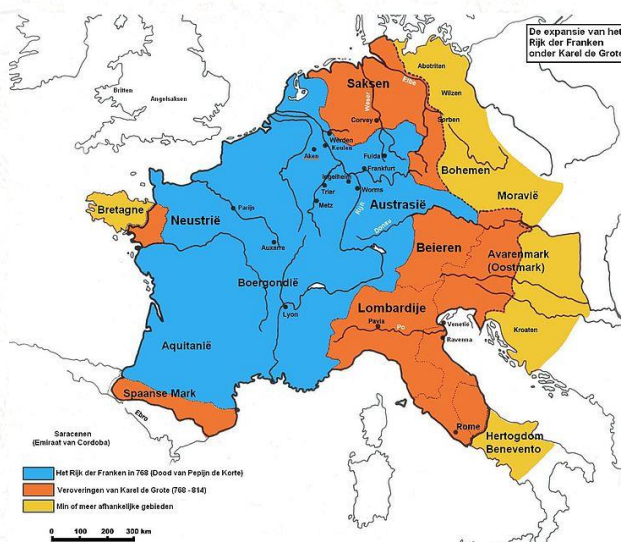 De expansie van het
Rijk der Franken
onder Karel de Grote
Abotriten
Wilzen
Saksen
Elbe
Weser
Britten
Angelsaksen
Corvey
Sorben
Werden
Keulen
Aken
Fulda
Frankfurt
Bohemen
Ingelheim
Trier
Worms
Moravië
Bretagne
Neustrië
Parijs
Metz
Rijn
Austrasië
Donau
Auxerre
Beieren
Avarenmark
(Oostmark)
Boergondië
Lyon
Lombardije
Pavia
Po
Venetië
Ravenna
Kroaten
Aquitanië
Spaanse Mark
Ebro
Rome
Hertogdom
Benevento
Saracenen
(Emiraat van Cordoba)
Het Rijk der Franken in 768 (Dood van Pepijn de Korte)
Veroveringen van Karel de Grote (768 - 814)
Min of meer afhankelijke gebieden
0 100 200 300 km